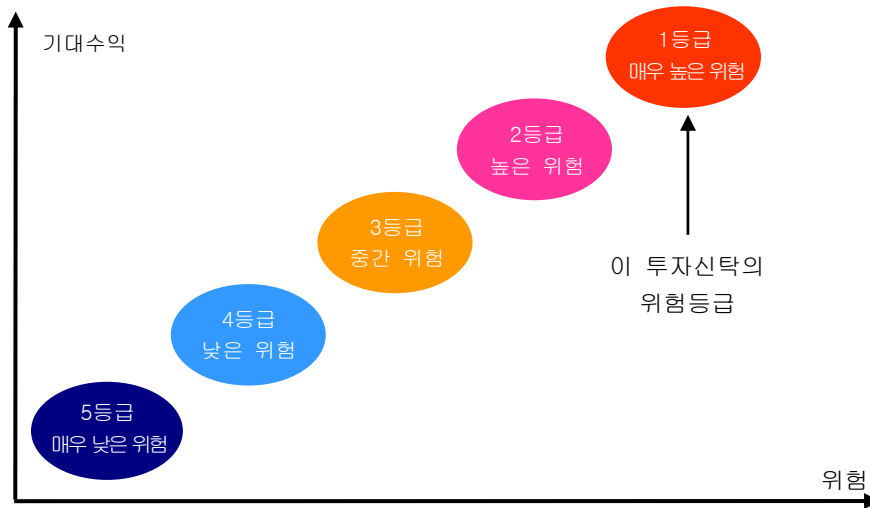 기대수익
1등급
매우 높은 위험
2등급
높은 위험
3등급
중간 위험
이 투자신탁의
위험등급
4등급
낮은 위험
5등급
매우 낮은 위험
위험